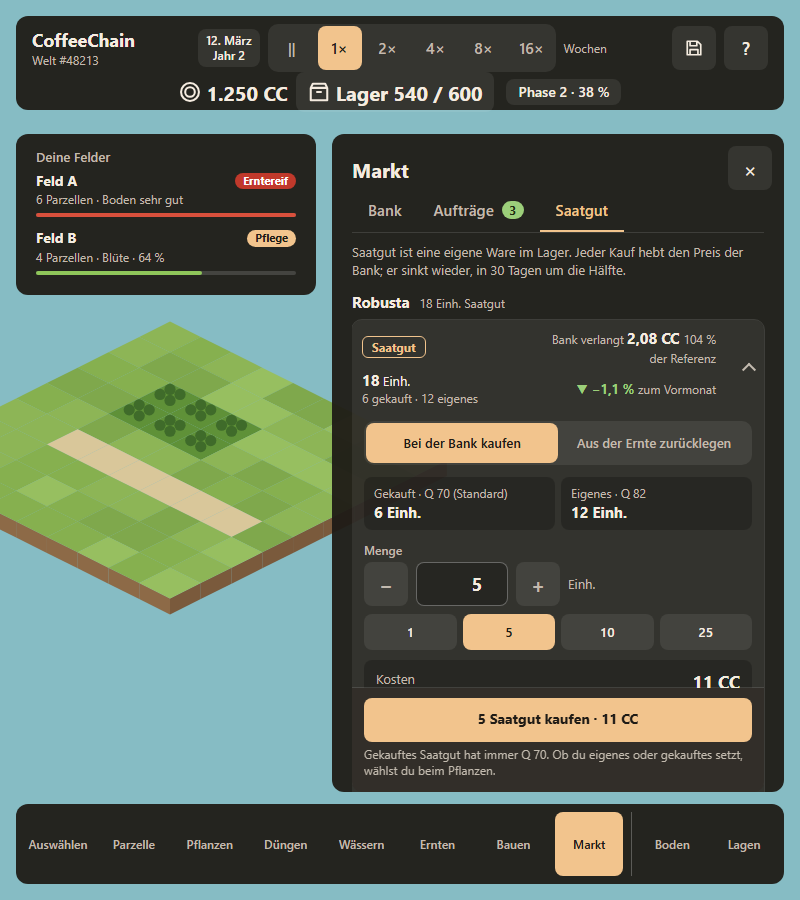 CoffeeChain
Welt #48213
12. März
Jahr 2
||
1×
2×
4×
8×
16×
Wochen
?
1.250 CC
Lager 540 / 600
Phase 2 · 38 %
Deine Felder
Feld A
Erntereif
6 Parzellen · Boden sehr gut
Feld B
Pflege
4 Parzellen · Blüte · 64 %
Markt
×
Bank
Aufträge 3
Saatgut
Saatgut ist eine eigene Ware im Lager. Jeder Kauf hebt den Preis der
Bank; er sinkt wieder, in 30 Tagen um die Hälfte.
Robusta 18 Einh. Saatgut
Saatgut
Bank verlangt 2,08 CC 104 %
der Referenz
18 Einh.
6 gekauft · 12 eigenes
▼ −1,1 % zum Vormonat
Bei der Bank kaufen
Aus der Ernte zurücklegen
Gekauft · Q 70 (Standard)
6 Einh.
Eigenes · Q 82
12 Einh.
Menge
−
5
+
Einh.
1
5
10
25
Kosten
11 CC
5 Saatgut kaufen · 11 CC
Gekauftes Saatgut hat immer Q 70. Ob du eigenes oder gekauftes setzt,
wählst du beim Pflanzen.
Auswählen
Parzelle
Pflanzen
Düngen
Wässern
Ernten
Bauen
Markt
Boden
Lagen